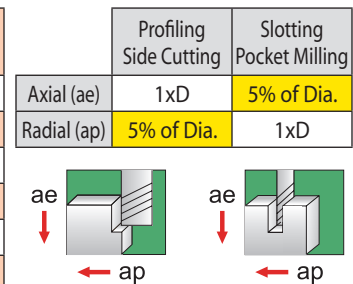 Profiling
Side Cutting
Slotting
Pocket Milling
Axial (ae) 1xD 5% of Dia.
Radial (ap) 5% of Dia. 1xD
ae
ap
ae
ap